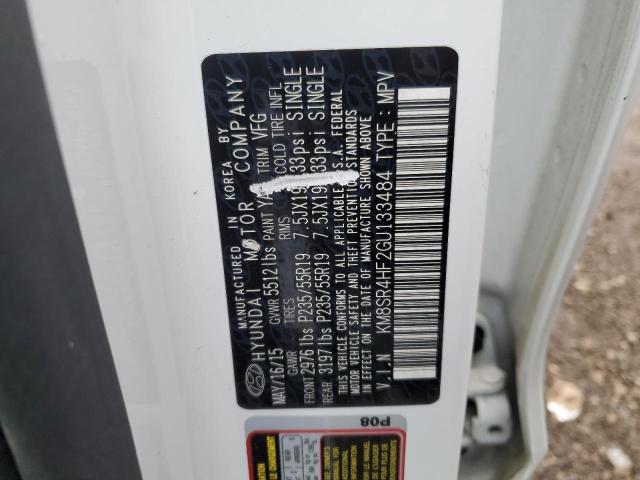 MANUFACTURED IN KOREA BY
HYUNDAI MOTOR COMPANY
MAY/16/15 GVWR 5512 lbs PAINT TRIM VFG
GAWR TIRES RIMS COLD TIRE INFL
FRONT 2976 lbs P235/55R19 7.5JX19 33psi SINGLE
REAR 3197 lbs P235/55R19 7.5JX19 33psi SINGLE
THIS VEHICLE CONFORMS TO ALL APPLICABLE U.S.A. FEDERAL
MOTOR VEHICLE SAFETY AND THEFT PREVENTION STANDARDS
IN EFFECT ON THE DATE OF MANUFACTURE SHOWN ABOVE
V.I.N KM8SR4HF2GU133484 TYPE : MPV
P08